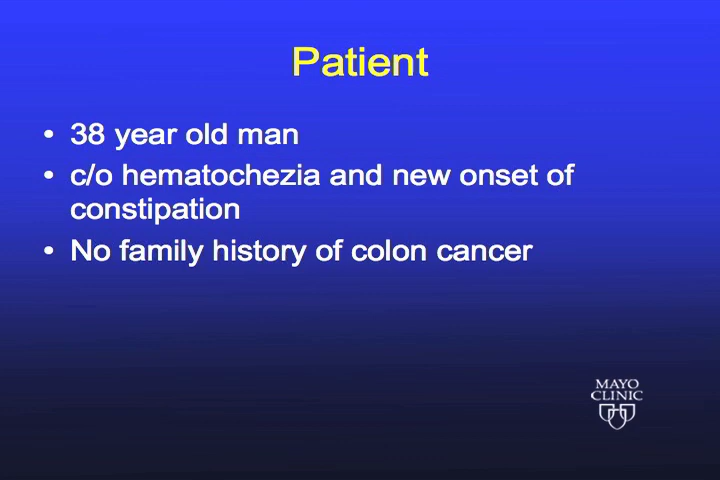 Patient
• 38 year old man
• c/o hematochezia and new onset of
constipation
• No family history of colon cancer
MAYO
CLINIC